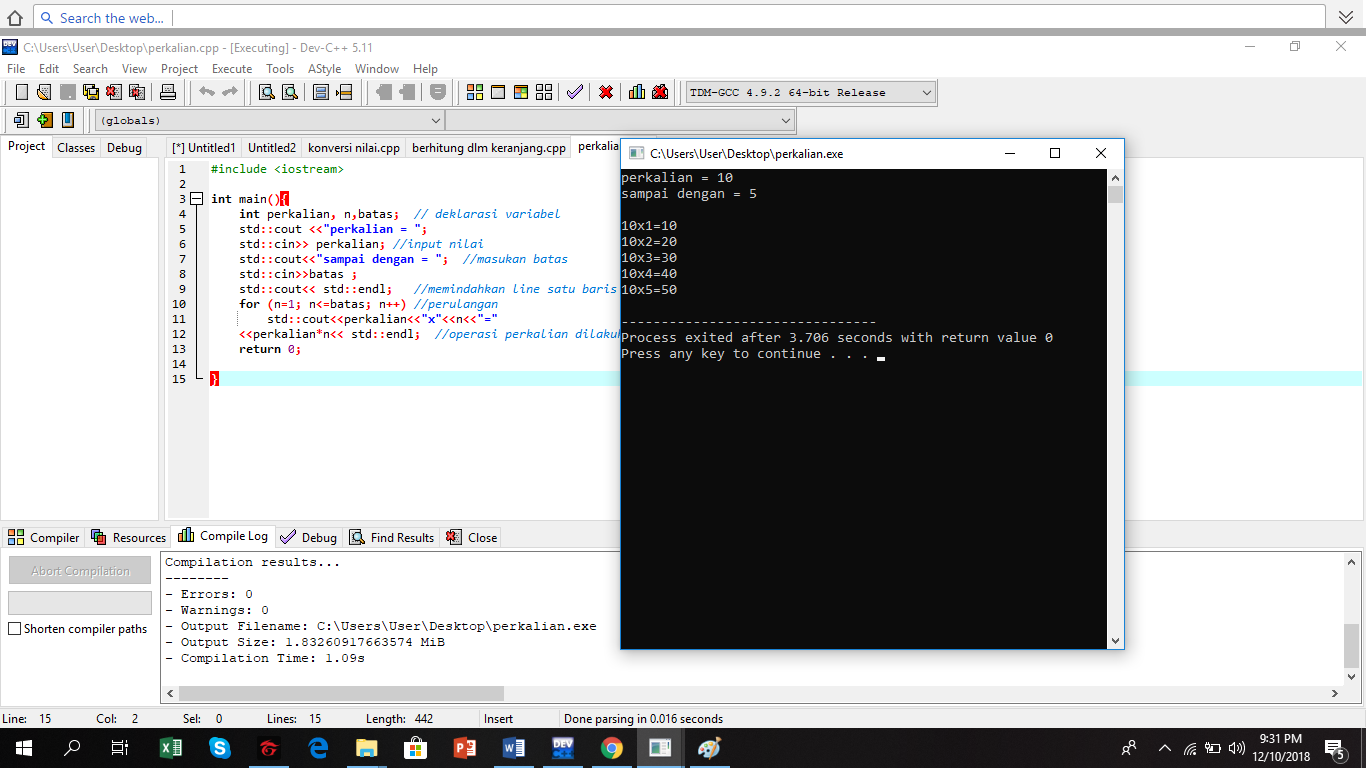 Search the web...
C:\Users\User\Desktop\perkalian.cpp - [Executing] - Dev-C++ 5.11
File Edit Search View Project Execute Tools AStyle Window Help
TDM-GCC 4.9.2 64-bit Release
(globals)
Project Classes Debug
[*] Untitled1 Untitled2 konversi nilai.cpp berhitung dlm keranjang.cpp perkalia
1 #include <iostream>
2
3 int main(){
4 int perkalian, n,batas; // deklarasi variabel
5 std::cout <<"perkalian = ";
6 std::cin>> perkalian; //input nilai
7 std::cout<<"sampai dengan = "; //masukan batas
8 std::cin>>batas ;
9 std::cout<< std::endl; //memindahkan line satu baris
10 for (n=1; n<=batas; n++) //perulangan
11 std::cout<<perkalian<<"x"<<n<<"="
12 <<perkalian*n<< std::endl; //operasi perkalian dilakuk
13 return 0;
14
15 }
C:\Users\User\Desktop\perkalian.exe
perkalian = 10
sampai dengan = 5
10x1=10
10x2=20
10x3=30
10x4=40
10x5=50
--------------------------------
Process exited after 3.706 seconds with return value 0
Press any key to continue . . .
Compiler Resources Compile Log Debug Find Results Close
Abort Compilation
Shorten compiler paths
Compilation results...
--------
- Errors: 0
- Warnings: 0
- Output Filename: C:\Users\User\Desktop\perkalian.exe
- Output Size: 1.83260917663574 MiB
- Compilation Time: 1.09s
Line: 15 Col: 2 Sel: 0 Lines: 15 Length: 442 Insert Done parsing in 0.016 seconds
9:31 PM
12/10/2018
5